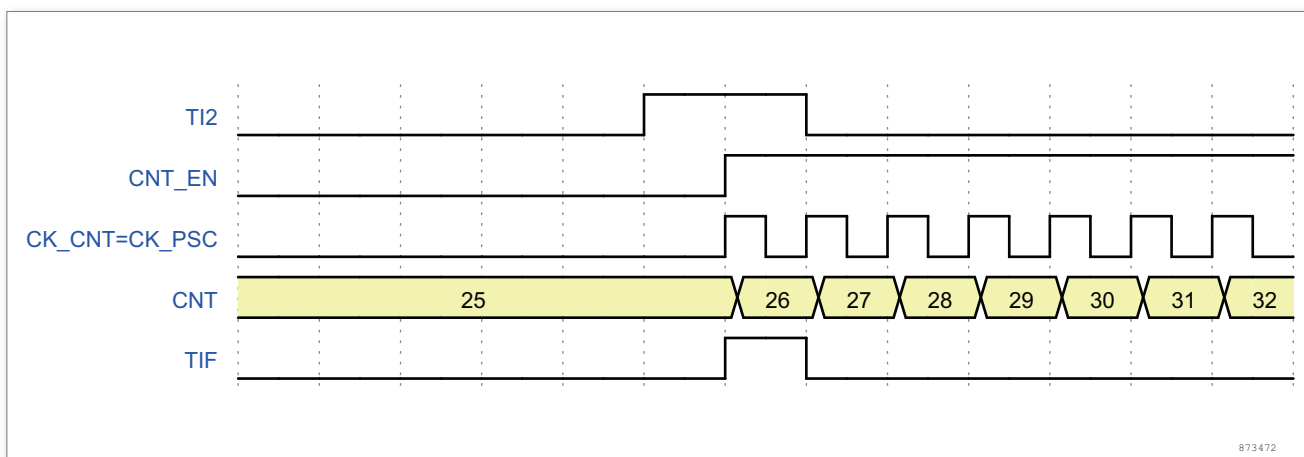 TI2
CNT_EN
CK_CNT=CK_PSC
CNT 25 26 27 28 29 30 31 32
TIF
873472